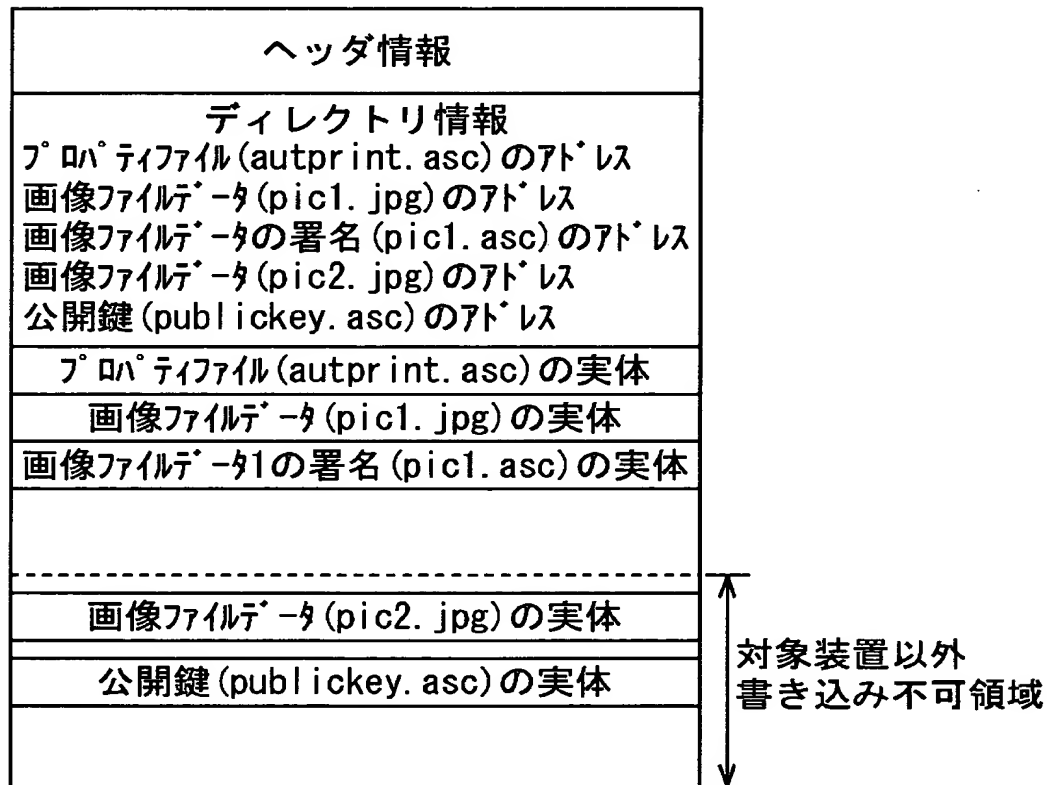 ヘッダ情報
ディレクトリ情報
プロパティファイル(autprint.asc)のアドレス
画像ファイルデータ(pic1.jpg)のアドレス
画像ファイルデータの署名(pic1.asc)のアドレス
画像ファイルデータ(pic2.jpg)のアドレス
公開鍵(publickey.asc)のアドレス
プロパティファイル(autprint.asc)の実体
画像ファイルデータ(pic1.jpg)の実体
画像ファイルデータ1の署名(pic1.asc)の実体
画像ファイルデータ(pic2.jpg)の実体
公開鍵(publickey.asc)の実体
対象装置以外
書き込み不可領域